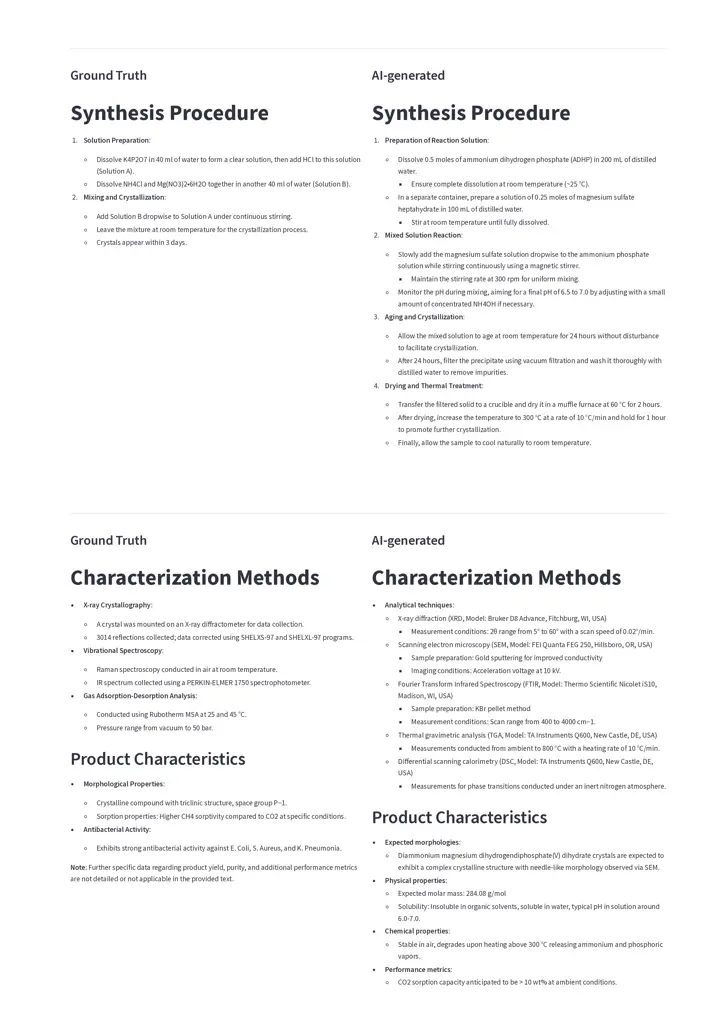 Ground Truth
Synthesis Procedure
1. Solution Preparation:
○ Dissolve K4P2O7 in 40 ml of water to form a clear solution, then add HCl to this solution
(Solution A).
○ Dissolve NH4Cl and Mg(NO3)2•6H2O together in another 40 ml of water (Solution B).
2. Mixing and Crystallization:
○ Add Solution B dropwise to Solution A under continuous stirring.
○ Leave the mixture at room temperature for the crystallization process.
○ Crystals appear within 3 days.
AI-generated
Synthesis Procedure
1. Preparation of Reaction Solution:
○ Dissolve 0.5 moles of ammonium dihydrogen phosphate (ADHP) in 200 mL of distilled
water.
▪ Ensure complete dissolution at room temperature (~25 °C).
○ In a separate container, prepare a solution of 0.25 moles of magnesium sulfate
heptahydrate in 100 mL of distilled water.
▪ Stir at room temperature until fully dissolved.
2. Mixed Solution Reaction:
○ Slowly add the magnesium sulfate solution dropwise to the ammonium phosphate
solution while stirring continuously using a magnetic stirrer.
▪ Maintain the stirring rate at 300 rpm for uniform mixing.
○ Monitor the pH during mixing, aiming for a final pH of 6.5 to 7.0 by adjusting with a small
amount of concentrated NH4OH if necessary.
3. Aging and Crystallization:
○ Allow the mixed solution to age at room temperature for 24 hours without disturbance
to facilitate crystallization.
○ After 24 hours, filter the precipitate using vacuum filtration and wash it thoroughly with
distilled water to remove impurities.
4. Drying and Thermal Treatment:
○ Transfer the filtered solid to a crucible and dry it in a muffle furnace at 60 °C for 2 hours.
○ After drying, increase the temperature to 300 °C at a rate of 10 °C/min and hold for 1 hour
to promote further crystallization.
○ Finally, allow the sample to cool naturally to room temperature.
Ground Truth
Characterization Methods
• X-ray Crystallography:
○ A crystal was mounted on an X-ray diffractometer for data collection.
○ 3014 reflections collected; data corrected using SHELXS-97 and SHELXL-97 programs.
• Vibrational Spectroscopy:
○ Raman spectroscopy conducted in air at room temperature.
○ IR spectrum collected using a PERKIN-ELMER 1750 spectrophotometer.
• Gas Adsorption-Desorption Analysis:
○ Conducted using Rubotherm MSA at 25 and 45 °C.
○ Pressure range from vacuum to 50 bar.
Product Characteristics
• Morphological Properties:
○ Crystalline compound with triclinic structure, space group P−1.
○ Sorption properties: Higher CH4 sorptivity compared to CO2 at specific conditions.
• Antibacterial Activity:
○ Exhibits strong antibacterial activity against E. Coli, S. Aureus, and K. Pneumonia.
Note: Further specific data regarding product yield, purity, and additional performance metrics
are not detailed or not applicable in the provided text.
AI-generated
Characterization Methods
• Analytical techniques:
○ X-ray diffraction (XRD, Model: Bruker D8 Advance, Fitchburg, WI, USA)
▪ Measurement conditions: 2θ range from 5° to 60° with a scan speed of 0.02°/min.
○ Scanning electron microscopy (SEM, Model: FEI Quanta FEG 250, Hillsboro, OR, USA)
▪ Sample preparation: Gold sputtering for improved conductivity
▪ Imaging conditions: Acceleration voltage at 10 kV.
○ Fourier Transform Infrared Spectroscopy (FTIR, Model: Thermo Scientific Nicolet iS10,
Madison, WI, USA)
▪ Sample preparation: KBr pellet method
▪ Measurement conditions: Scan range from 400 to 4000 cm−1.
○ Thermal gravimetric analysis (TGA, Model: TA Instruments Q600, New Castle, DE, USA)
▪ Measurements conducted from ambient to 800 °C with a heating rate of 10 °C/min.
○ Differential scanning calorimetry (DSC, Model: TA Instruments Q600, New Castle, DE,
USA)
▪ Measurements for phase transitions conducted under an inert nitrogen atmosphere.
Product Characteristics
• Expected morphologies:
○ Diammonium magnesium dihydrogendiphosphate(V) dihydrate crystals are expected to
exhibit a complex crystalline structure with needle-like morphology observed via SEM.
• Physical properties:
○ Expected molar mass: 284.08 g/mol
○ Solubility: Insoluble in organic solvents, soluble in water, typical pH in solution around
6.0-7.0.
• Chemical properties:
○ Stable in air, degrades upon heating above 300 °C releasing ammonium and phosphoric
vapors.
• Performance metrics:
○ CO2 sorption capacity anticipated to be > 10 wt% at ambient conditions.